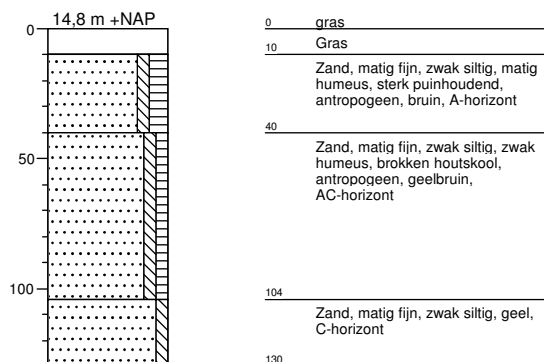 14,8 m +NAP
0
50
100
0 gras
10 Gras
Zand, matig fijn, zwak siltig, matig
humeus, sterk puinhoudend,
antropogeen, bruin, A-horizont
40
Zand, matig fijn, zwak siltig, zwak
humeus, brokken houtskool,
antropogeen, geelbruin,
AC-horizont
104
Zand, matig fijn, zwak siltig, geel,
C-horizont
130